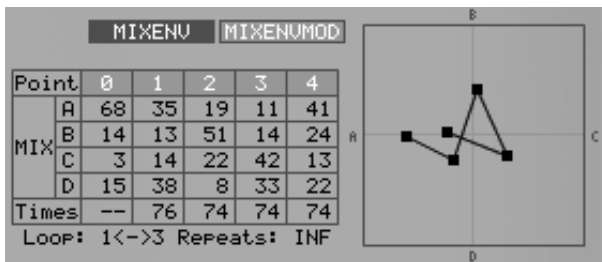 B
MIXENV MIXENVMOD
Point 0 1 2 3 4
A 68 35 19 11 41
MIX B 14 13 51 14 24
C 3 14 22 42 13
D 15 38 8 33 22
Times -- 76 74 74 74
Loop: 1<->3 Repeats: INF
A
C
D